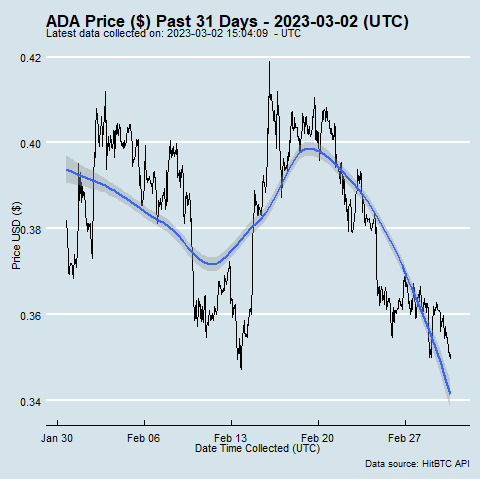 ADA Price ($) Past 31 Days - 2023-03-02 (UTC)
Latest data collected on: 2023-03-02 15:04:09 - UTC
0.42
0.40
0.38
0.36
0.34
Price USD ($)
Jan 30 Feb 06 Feb 13 Feb 20 Feb 27
Date Time Collected (UTC)
Data source: HitBTC API